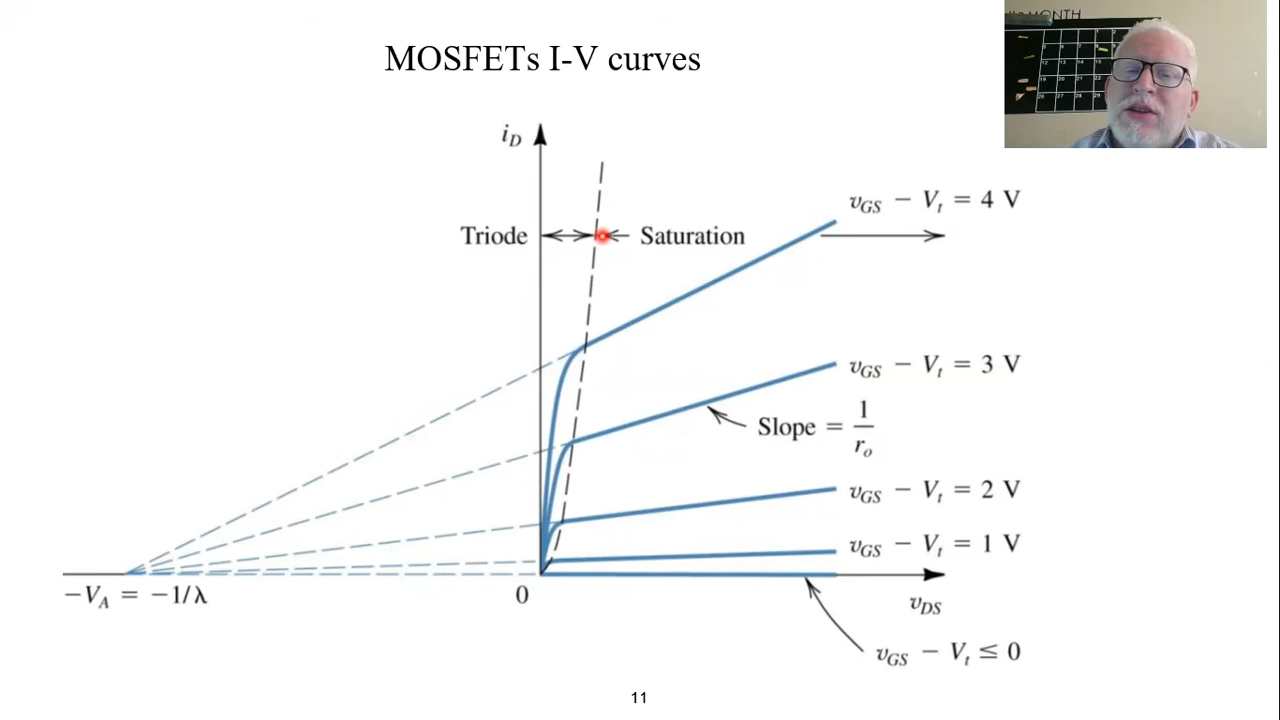 MOSFETs I-V curves
MONTH
i_D
v_GS − V_t = 4 V
Triode
Saturation
v_GS − V_t = 3 V
Slope = 1/r_o
v_GS − V_t = 2 V
v_GS − V_t = 1 V
−V_A = −1/λ
0
v_DS
v_GS − V_t ≤ 0
11